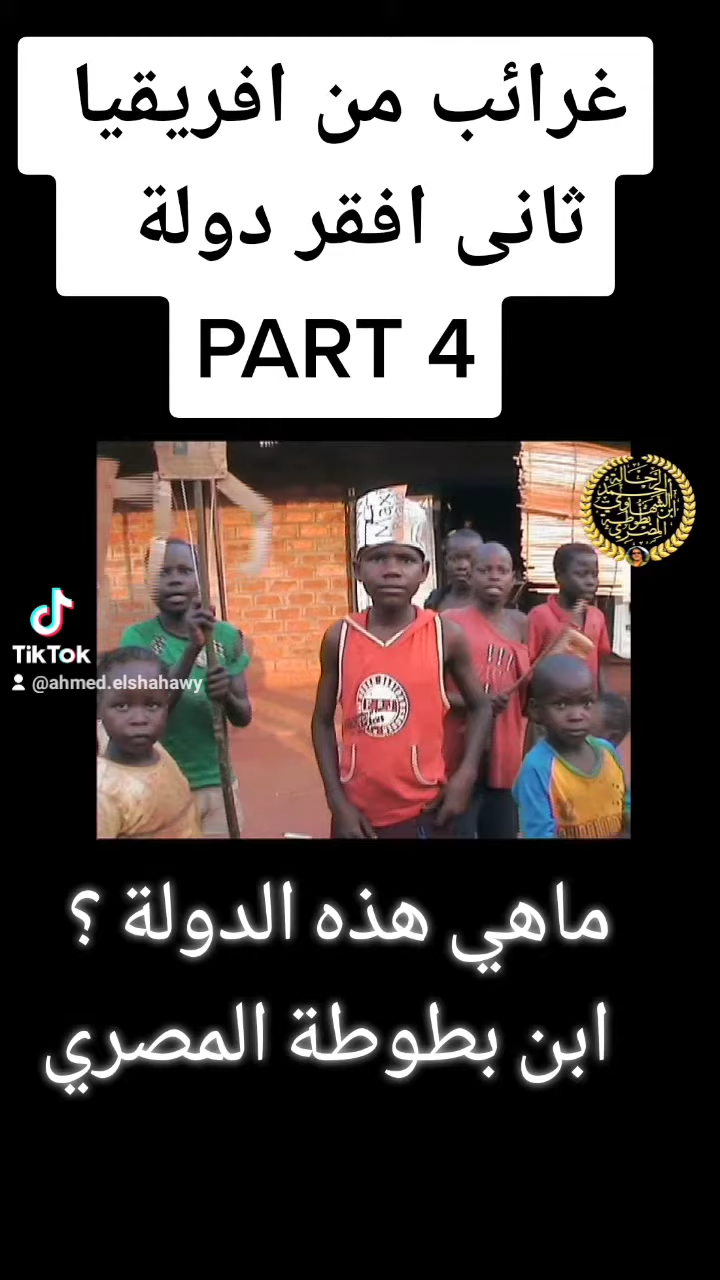 غرائب من افريقيا
ثانى افقر دولة
PART 4
TikTok
@ahmed.elshahawy
ماهي هذه الدولة ؟
ابن بطوطة المصري